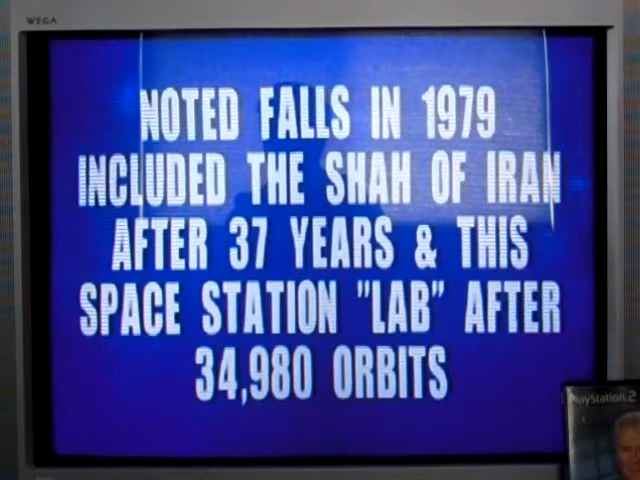 WEGA
NOTED FALLS IN 1979
INCLUDED THE SHAH OF IRAN
AFTER 37 YEARS & THIS
SPACE STATION "LAB" AFTER
34,980 ORBITS
PlayStation.2